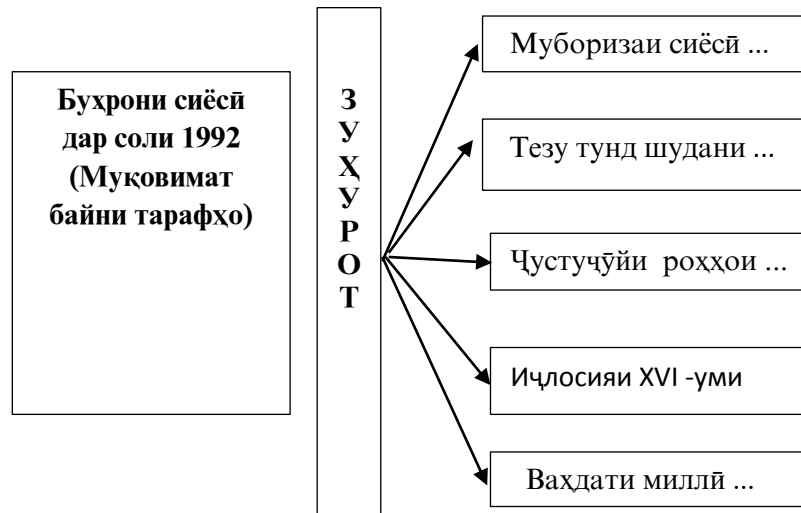 Буҳрони сиёсӣ
дар соли 1992
(Муқовимат
байни тарафҳо)
З
У
Ҳ
У
Р
О
Т
Муборизаи сиёсӣ ...
Тезу тунд шудани ...
Ҷустуҷӯйи роҳҳои ...
Иҷлосияи XVI -уми
Ваҳдати миллӣ ...